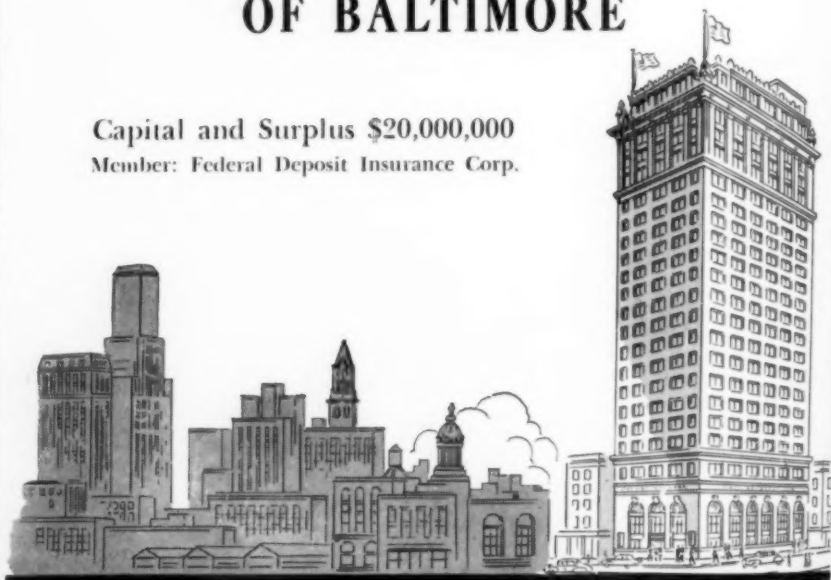 OF BALTIMORE
Capital and Surplus $20,000,000
Member: Federal Deposit Insurance Corp.